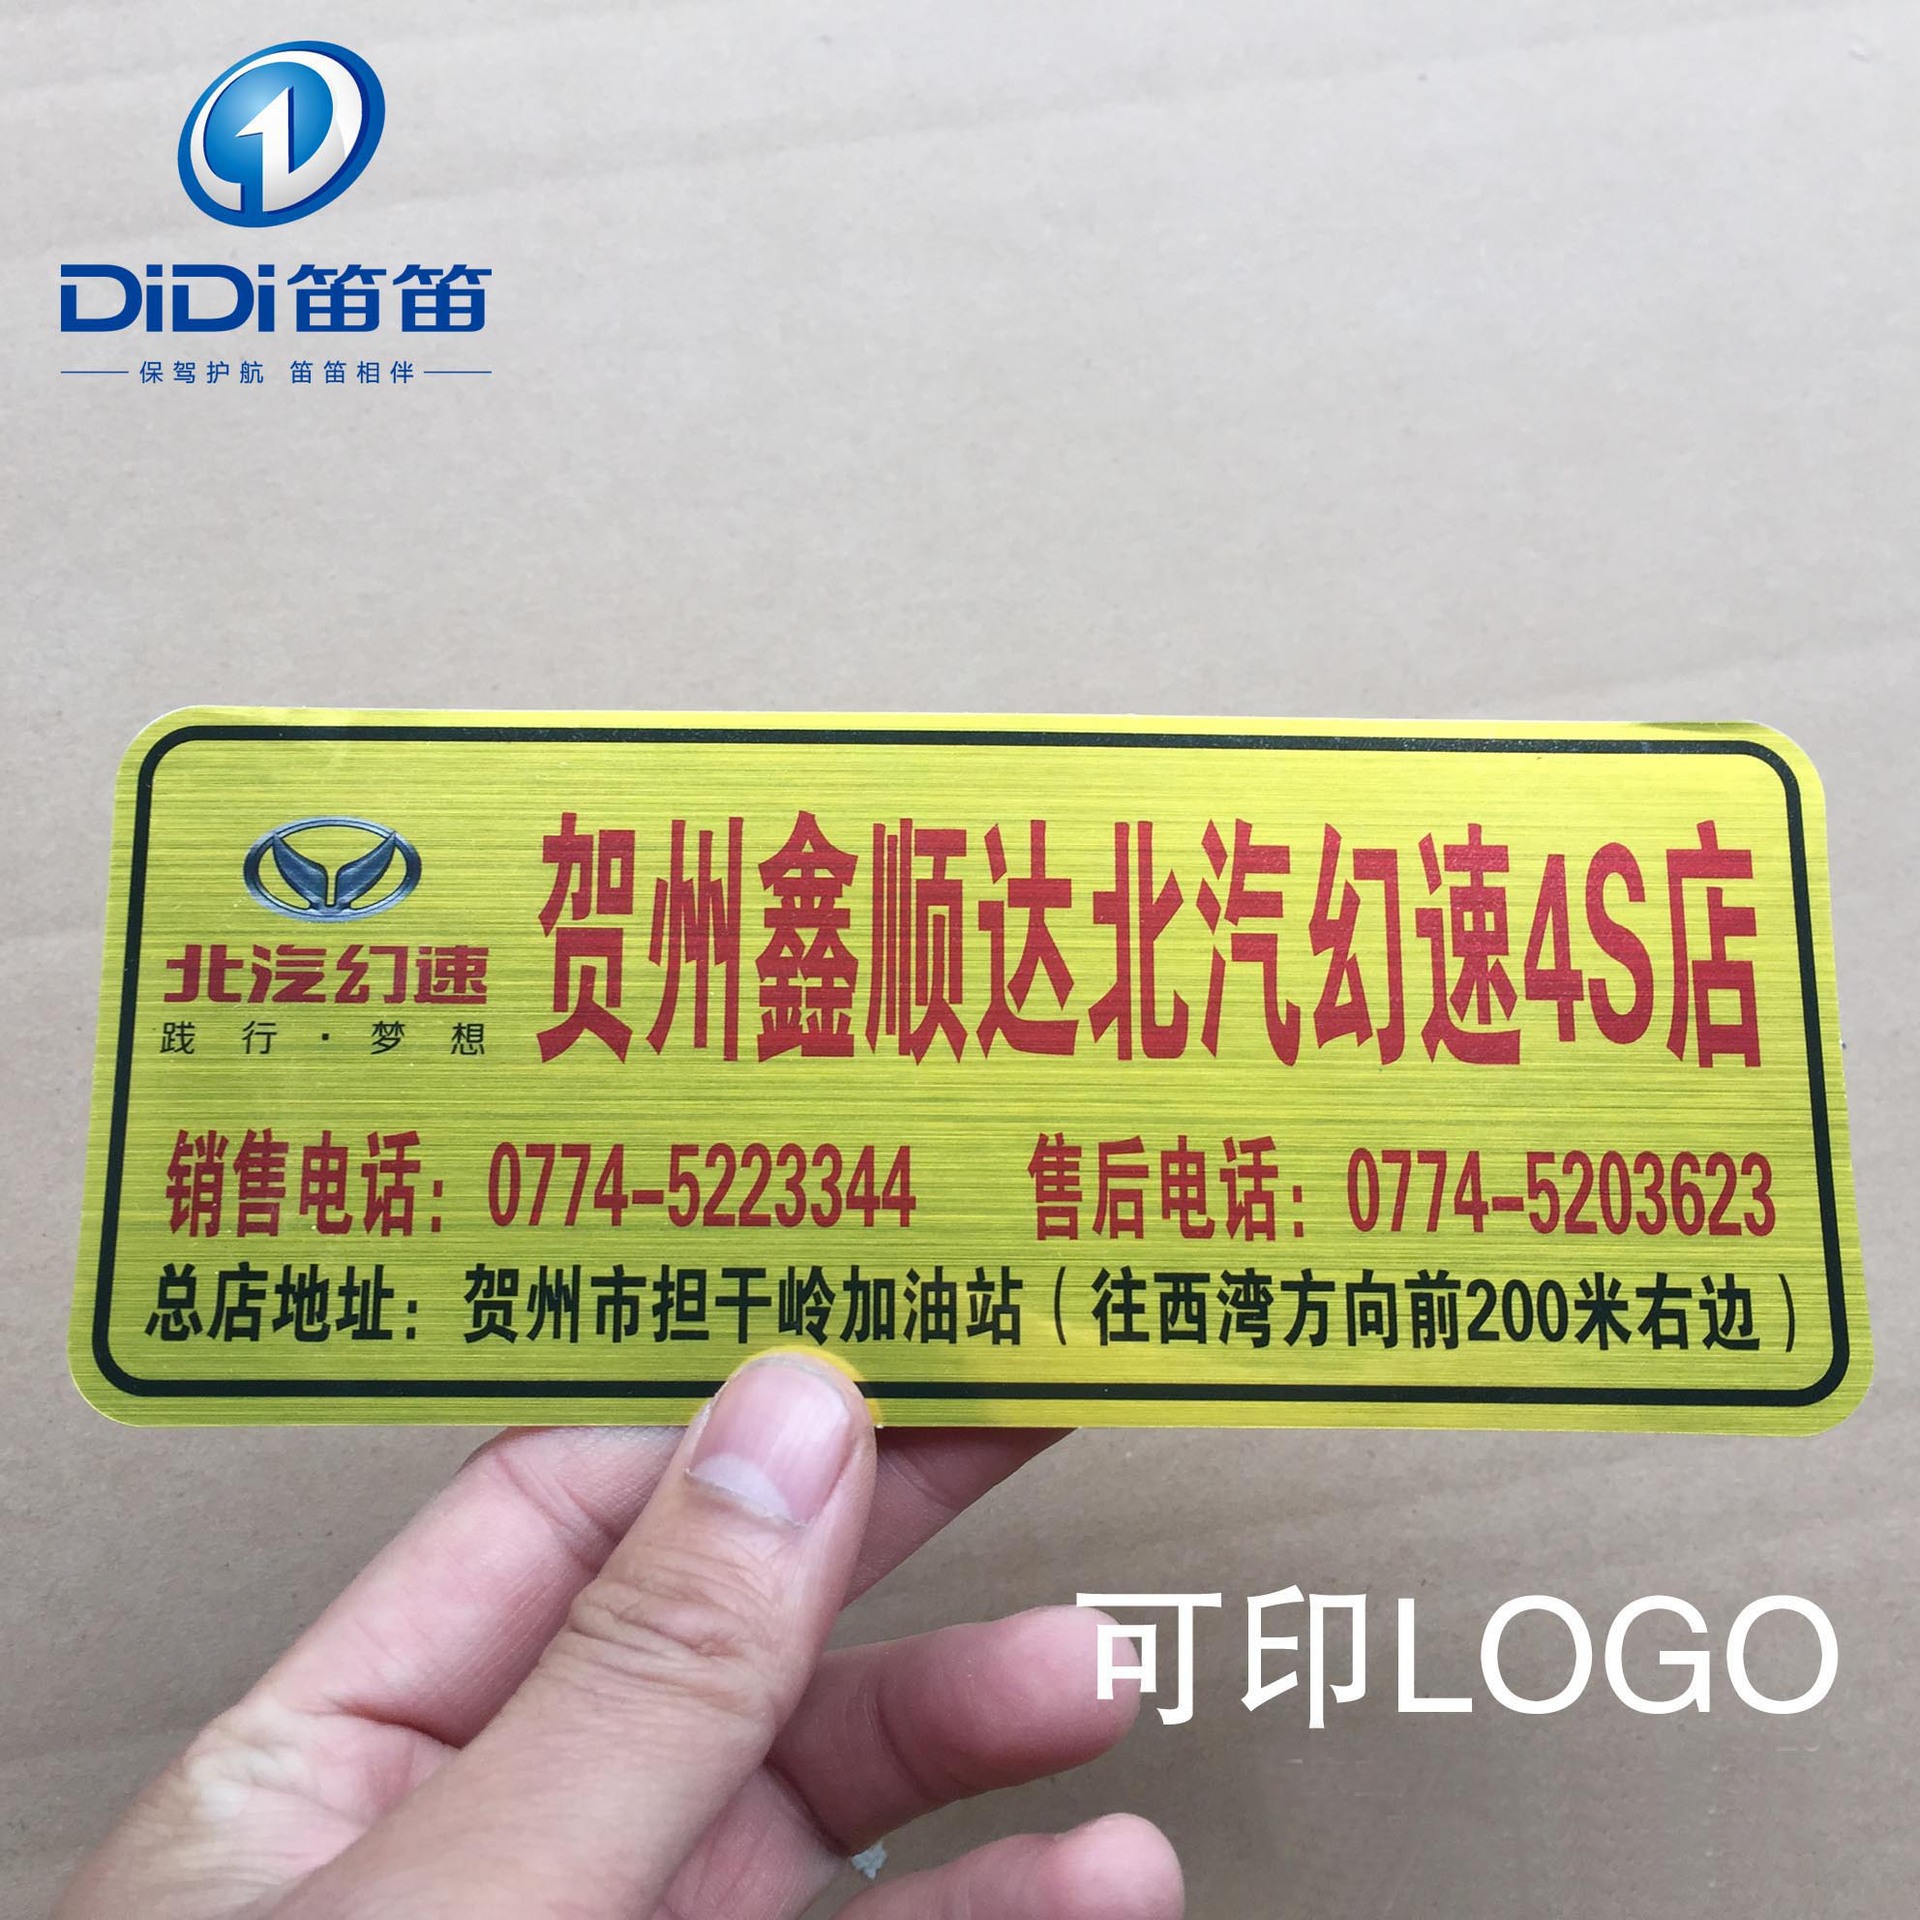 DiDi笛笛
保驾护航 笛笛相伴
北汽幻速
践行·梦想
贺州鑫顺达北汽幻速4S店
销售电话：0774-5223344 售后电话：0774-5203623
总店地址：贺州市担干岭加油站（往西湾方向前200米右边）
可印LOGO